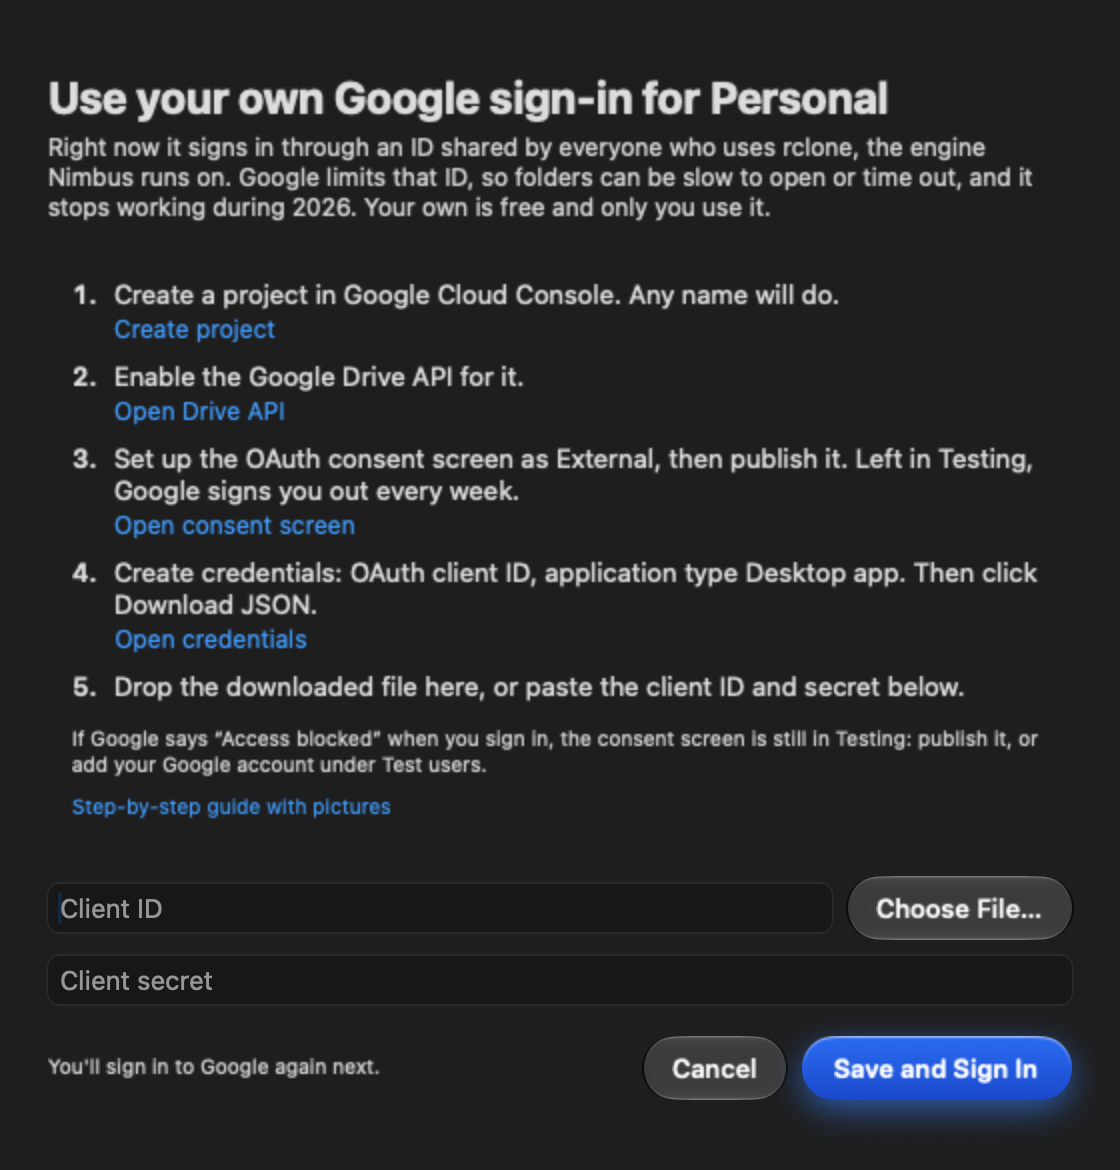 Use your own Google sign-in for Personal
Right now it signs in through an ID shared by everyone who uses rclone, the engine
Nimbus runs on. Google limits that ID, so folders can be slow to open or time out, and it
stops working during 2026. Your own is free and only you use it.
1. Create a project in Google Cloud Console. Any name will do.
Create project
2. Enable the Google Drive API for it.
Open Drive API
3. Set up the OAuth consent screen as External, then publish it. Left in Testing,
Google signs you out every week.
Open consent screen
4. Create credentials: OAuth client ID, application type Desktop app. Then click
Download JSON.
Open credentials
5. Drop the downloaded file here, or paste the client ID and secret below.
If Google says “Access blocked” when you sign in, the consent screen is still in Testing: publish it, or
add your Google account under Test users.
Step-by-step guide with pictures
Client ID
Choose File...
Client secret
You'll sign in to Google again next.
Cancel
Save and Sign In